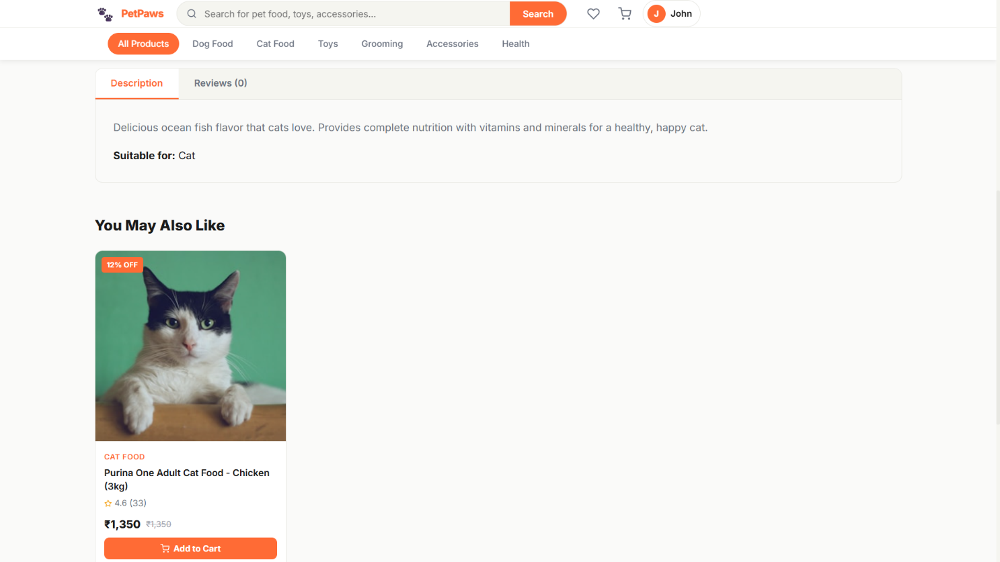 PetPaws
Search for pet food, toys, accessories...
Search
J
John
All Products
Dog Food
Cat Food
Toys
Grooming
Accessories
Health
Description
Reviews (0)
Delicious ocean fish flavor that cats love. Provides complete nutrition with vitamins and minerals for a healthy, happy cat.
Suitable for: Cat
You May Also Like
12% OFF
CAT FOOD
Purina One Adult Cat Food - Chicken
(3kg)
4.6 (33)
₹1,350 ₹1,350
Add to Cart